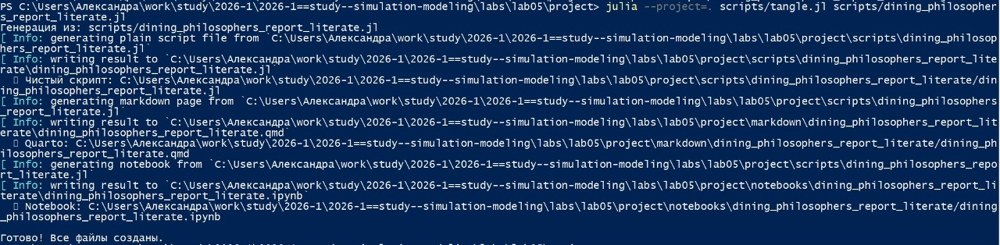 PS C:\Users\Александра\work\study\2026-1\2026-1==study--simulation-modeling\labs\lab05\project> julia --project=. scripts/tangle.jl scripts/dining_philosopher
s_report_literate.jl
Генерация из: scripts/dining_philosophers_report_literate.jl
[ Info: generating plain script file from `C:\Users\Александра\work\study\2026-1\2026-1==study--simulation-modeling\labs\lab05\project\scripts\dining_philosop
hers_report_literate.jl`
[ Info: writing result to `C:\Users\Александра\work\study\2026-1\2026-1==study--simulation-modeling\labs\lab05\project\scripts\dining_philosophers_report_lite
rate\dining_philosophers_report_literate.jl`
Чистый скрипт: C:\Users\Александра\work\study\2026-1\2026-1==study--simulation-modeling\labs\lab05\project\scripts\dining_philosophers_report_literate/din
ing_philosophers_report_literate.jl
[ Info: generating markdown page from `C:\Users\Александра\work\study\2026-1\2026-1==study--simulation-modeling\labs\lab05\project\scripts\dining_philosophers
_report_literate.jl`
[ Info: writing result to `C:\Users\Александра\work\study\2026-1\2026-1==study--simulation-modeling\labs\lab05\project\markdown\dining_philosophers_report_lit
erate\dining_philosophers_report_literate.qmd`
Quarto: C:\Users\Александра\work\study\2026-1\2026-1==study--simulation-modeling\labs\lab05\project\markdown\dining_philosophers_report_literate/dining_ph
ilosophers_report_literate.qmd
[ Info: generating notebook from `C:\Users\Александра\work\study\2026-1\2026-1==study--simulation-modeling\labs\lab05\project\scripts\dining_philosophers_repo
rt_literate.jl`
[ Info: writing result to `C:\Users\Александра\work\study\2026-1\2026-1==study--simulation-modeling\labs\lab05\project\notebooks\dining_philosophers_report_li
terate\dining_philosophers_report_literate.ipynb`
Notebook: C:\Users\Александра\work\study\2026-1\2026-1==study--simulation-modeling\labs\lab05\project\notebooks\dining_philosophers_report_literate/dining
_philosophers_report_literate.ipynb
Готово! Все файлы созданы.